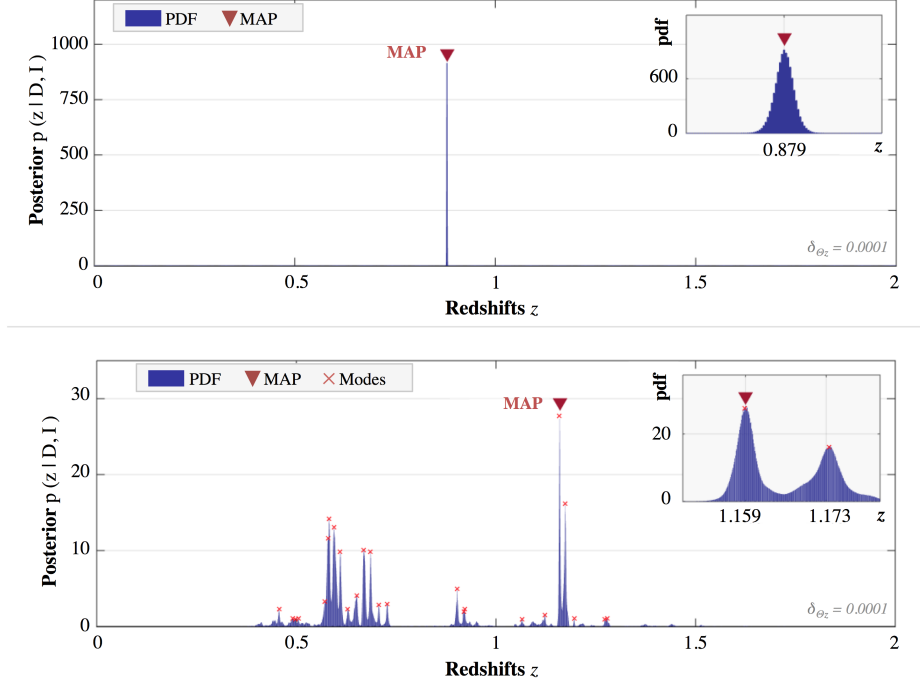 PDF MAP
Posterior p (z | D, I )
1000
750
500
250
0
MAP
pdf
600
0
0.879 z
δΘz = 0.0001
0 0.5 1 1.5 2
Redshifts z
PDF MAP Modes
Posterior p (z | D, I )
30
20
10
0
MAP
pdf
20
0
1.159 1.173 z
δΘz = 0.0001
0 0.5 1 1.5 2
Redshifts z